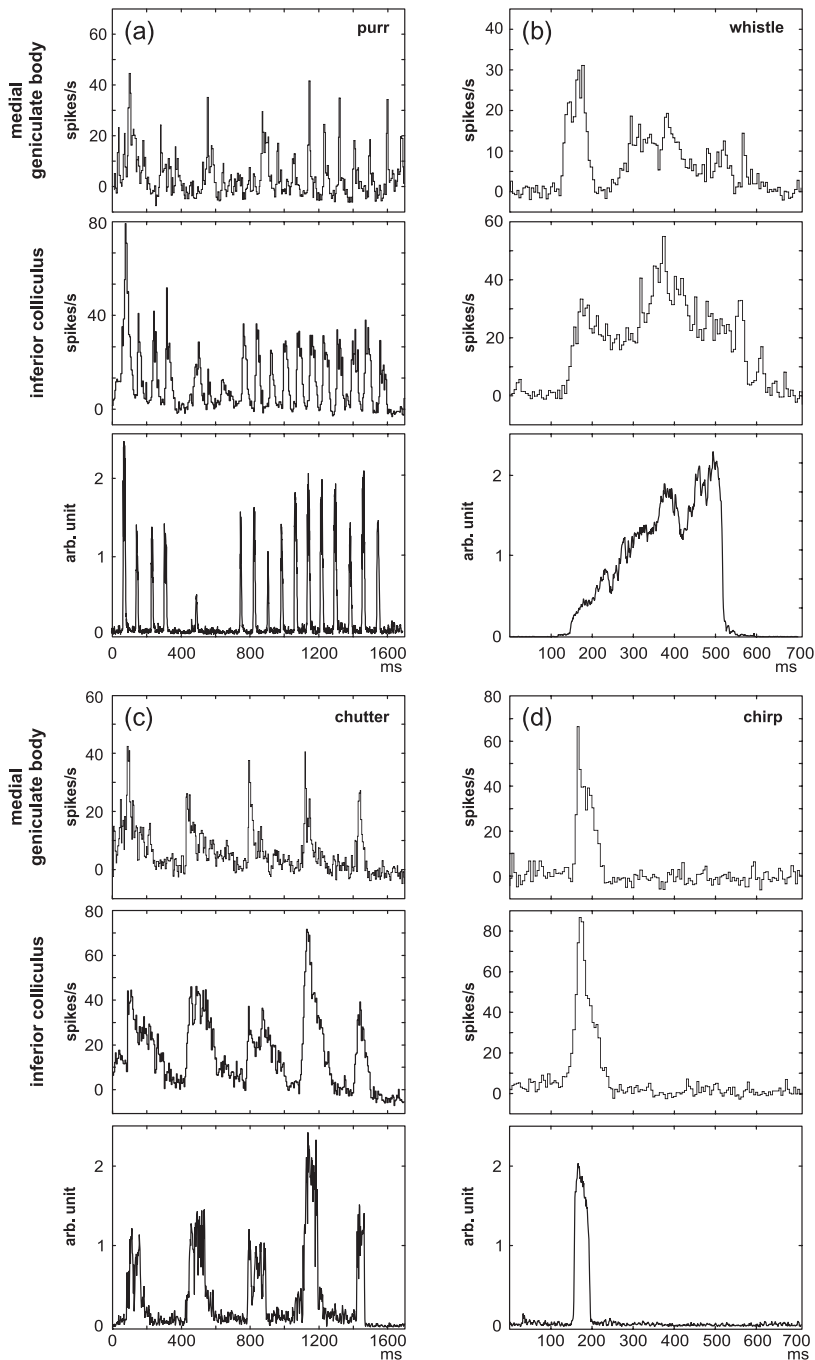 (a) purr
medial
geniculate body
spikes/s
60
40
20
0
(b) whistle
spikes/s
40
30
20
10
0
inferior colliculus
spikes/s
80
40
0
spikes/s
60
40
20
0
arb. unit
2
1
0
0 400 800 1200 1600
ms
arb. unit
2
1
0
100 200 300 400 500 600 700
ms
(c) chutter
medial
geniculate body
spikes/s
60
40
20
0
(d) chirp
spikes/s
80
60
40
20
0
inferior colliculus
spikes/s
80
60
40
20
0
spikes/s
80
60
40
20
0
arb. unit
2
1
0
0 400 800 1200 1600
ms
arb. unit
2
1
0
100 200 300 400 500 600 700
ms